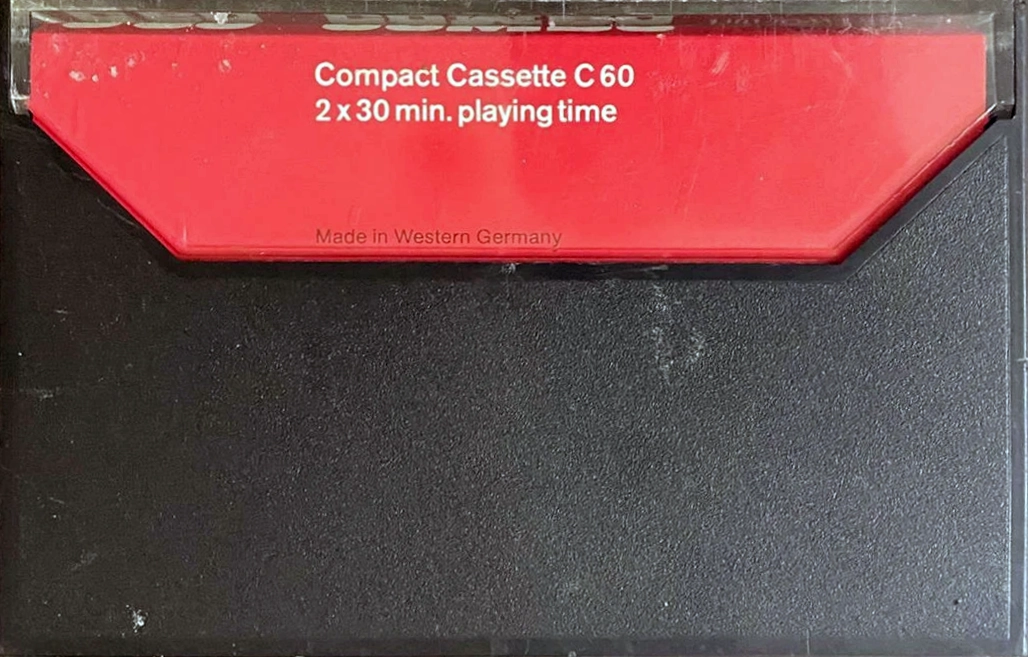 Compact Cassette C 60
2 x 30 min. playing time
Made in Western Germany